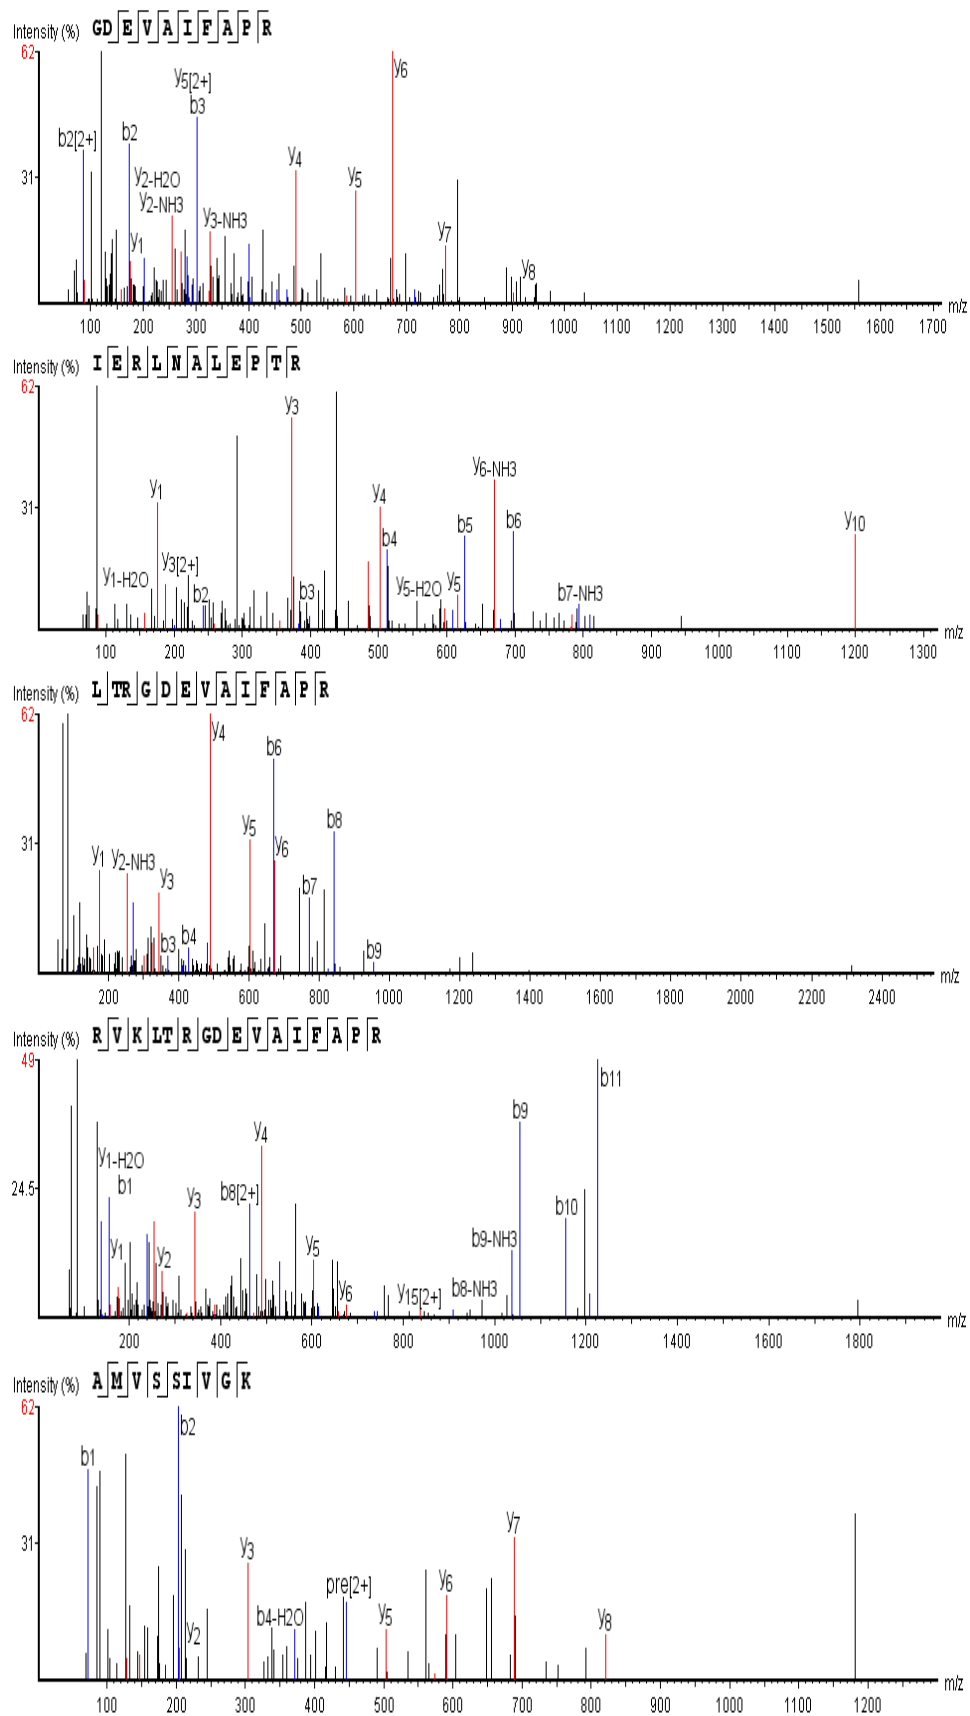 Intensity (%) GDEVAIFAPR
62
y6
y5[2+]
b3
b2[2+] b2
y4
31
y2-H2O
y5
y2-NH3
y3-NH3
y1
y7
y8
100 200 300 400 500 600 700 800 900 1000 1100 1200 1300 1400 1500 1600 1700
m/z
Intensity (%) IERLNALEPTR
62
y3
y6-NH3
y1
y4
31
b5 b6
y10
b4
y1-H2O y3[2+]
y5-H2O y5
b2 b3
b7-NH3
100 200 300 400 500 600 700 800 900 1000 1100 1200 1300
m/z
Intensity (%) LTRGDEVAIFAPR
62
y4
b6
b8
31
y5
y6
y1 y2-NH3
y3
b7
b3 b4
b9
200 400 600 800 1000 1200 1400 1600 1800 2000 2200 2400
m/z
Intensity (%) RVKLTRGDEVAIFAPR
49
b11
b9
y4
y1-H2O
24.5
b1
b8[2+]
y3
b10
y1 y2
y5
b9-NH3
b8-NH3
y6
y15[2+]
200 400 600 800 1000 1200 1400 1600 1800
m/z
Intensity (%) AMVSSIVGK
62
b2
b1
y7
31
y3
pre[2+]
y6
b4-H2O
y5
y2
y8
100 200 300 400 500 600 700 800 900 1000 1100 1200
m/z